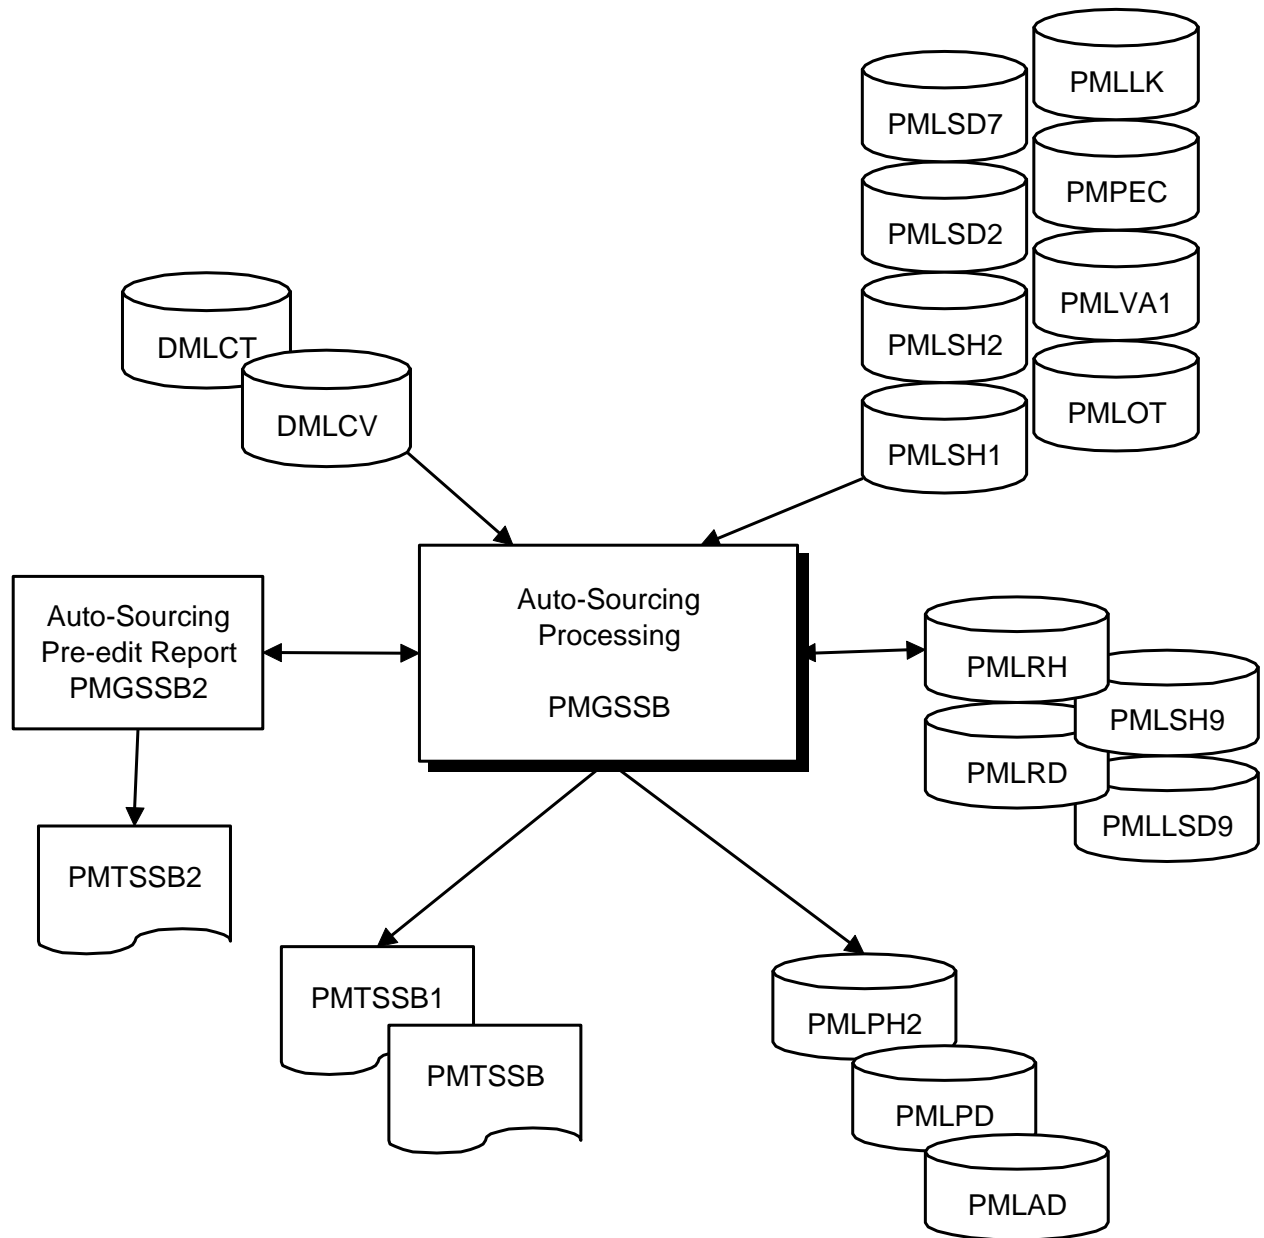 PMLLK
PMLSD7
PMPEC
PMLSD2
PMLVA1
PMLSH2
DMLCT
PMLOT
DMLCV
PMLSH1
Auto-Sourcing
Processing
PMGSSB
Auto-Sourcing
Pre-edit Report
PMGSSB2
PMLRH
PMLSH9
PMLRD
PMLLSD9
PMTSSB2
PMTSSB1
PMTSSB
PMLPH2
PMLPD
PMLAD